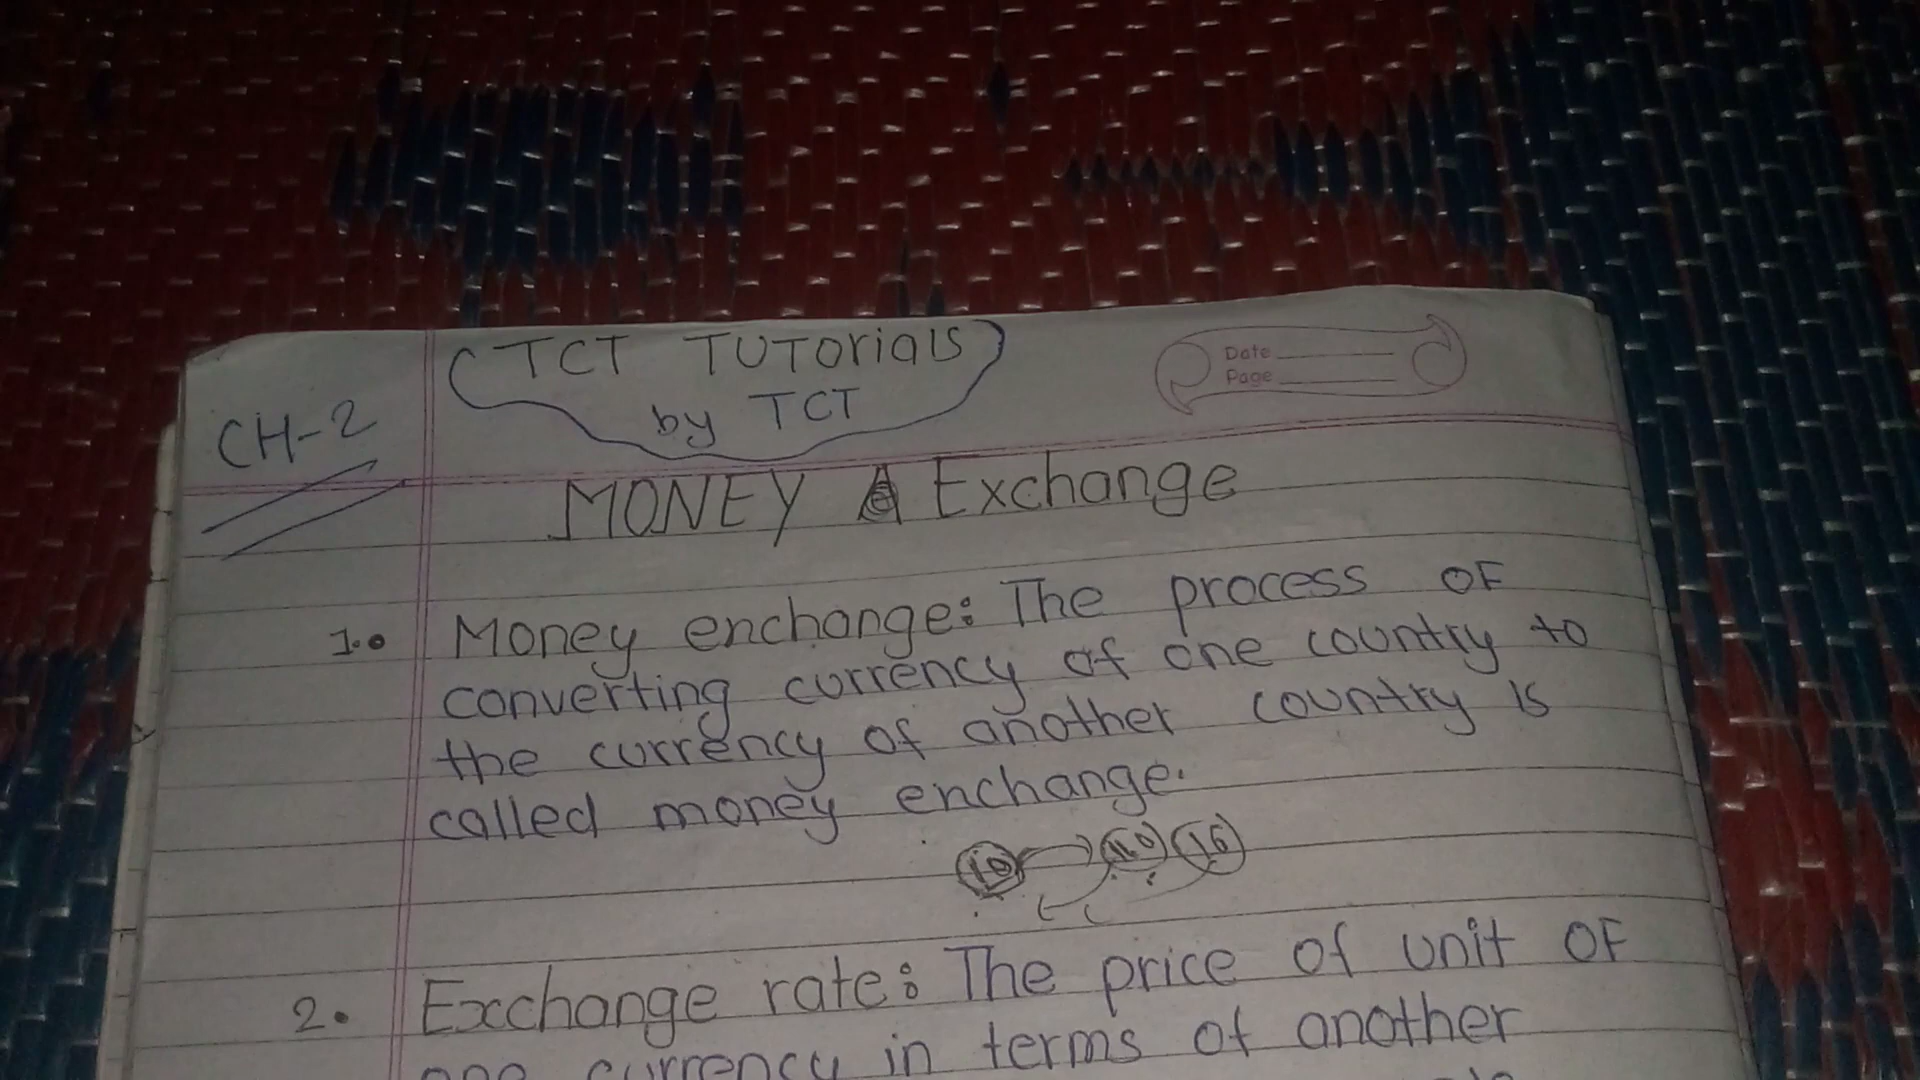 TCT TUTorials
by TCT
Date
Page
CH-2
MONEY Exchange
1. Money enchange: The process OF
converting currency of one country to
the currency of another country is
called money enchange.
10
2. Exchange rate: The price of unit OF
one currency in terms of another